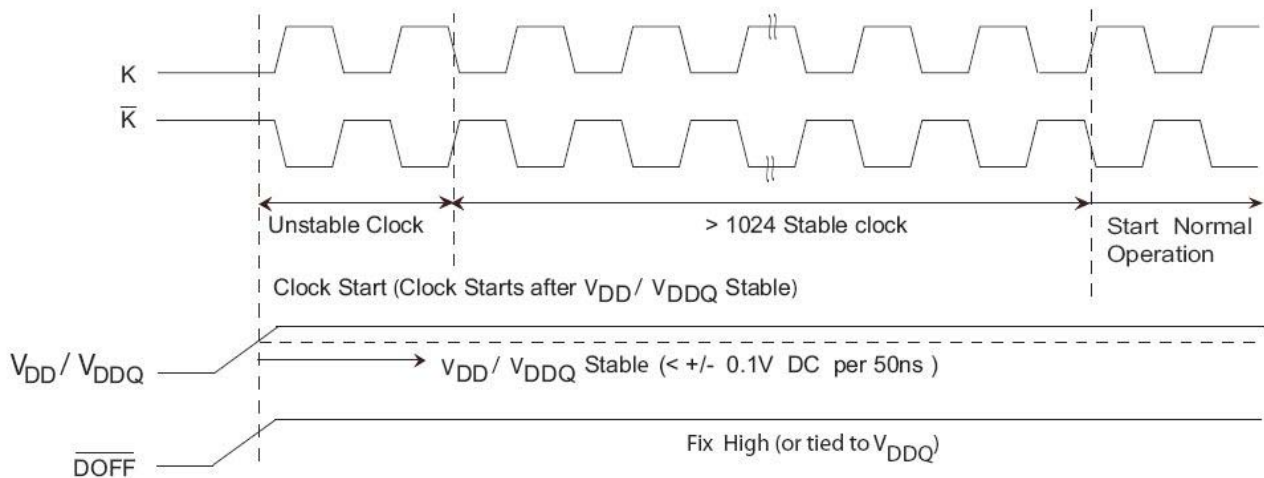 K
K̅
Unstable Clock
> 1024 Stable clock
Start Normal
Operation
Clock Start (Clock Starts after VDD / VDDQ Stable)
VDD / VDDQ
VDD / VDDQ Stable (< +/- 0.1V DC per 50ns )
Fix High (or tied to VDDQ)
D̅O̅F̅F̅